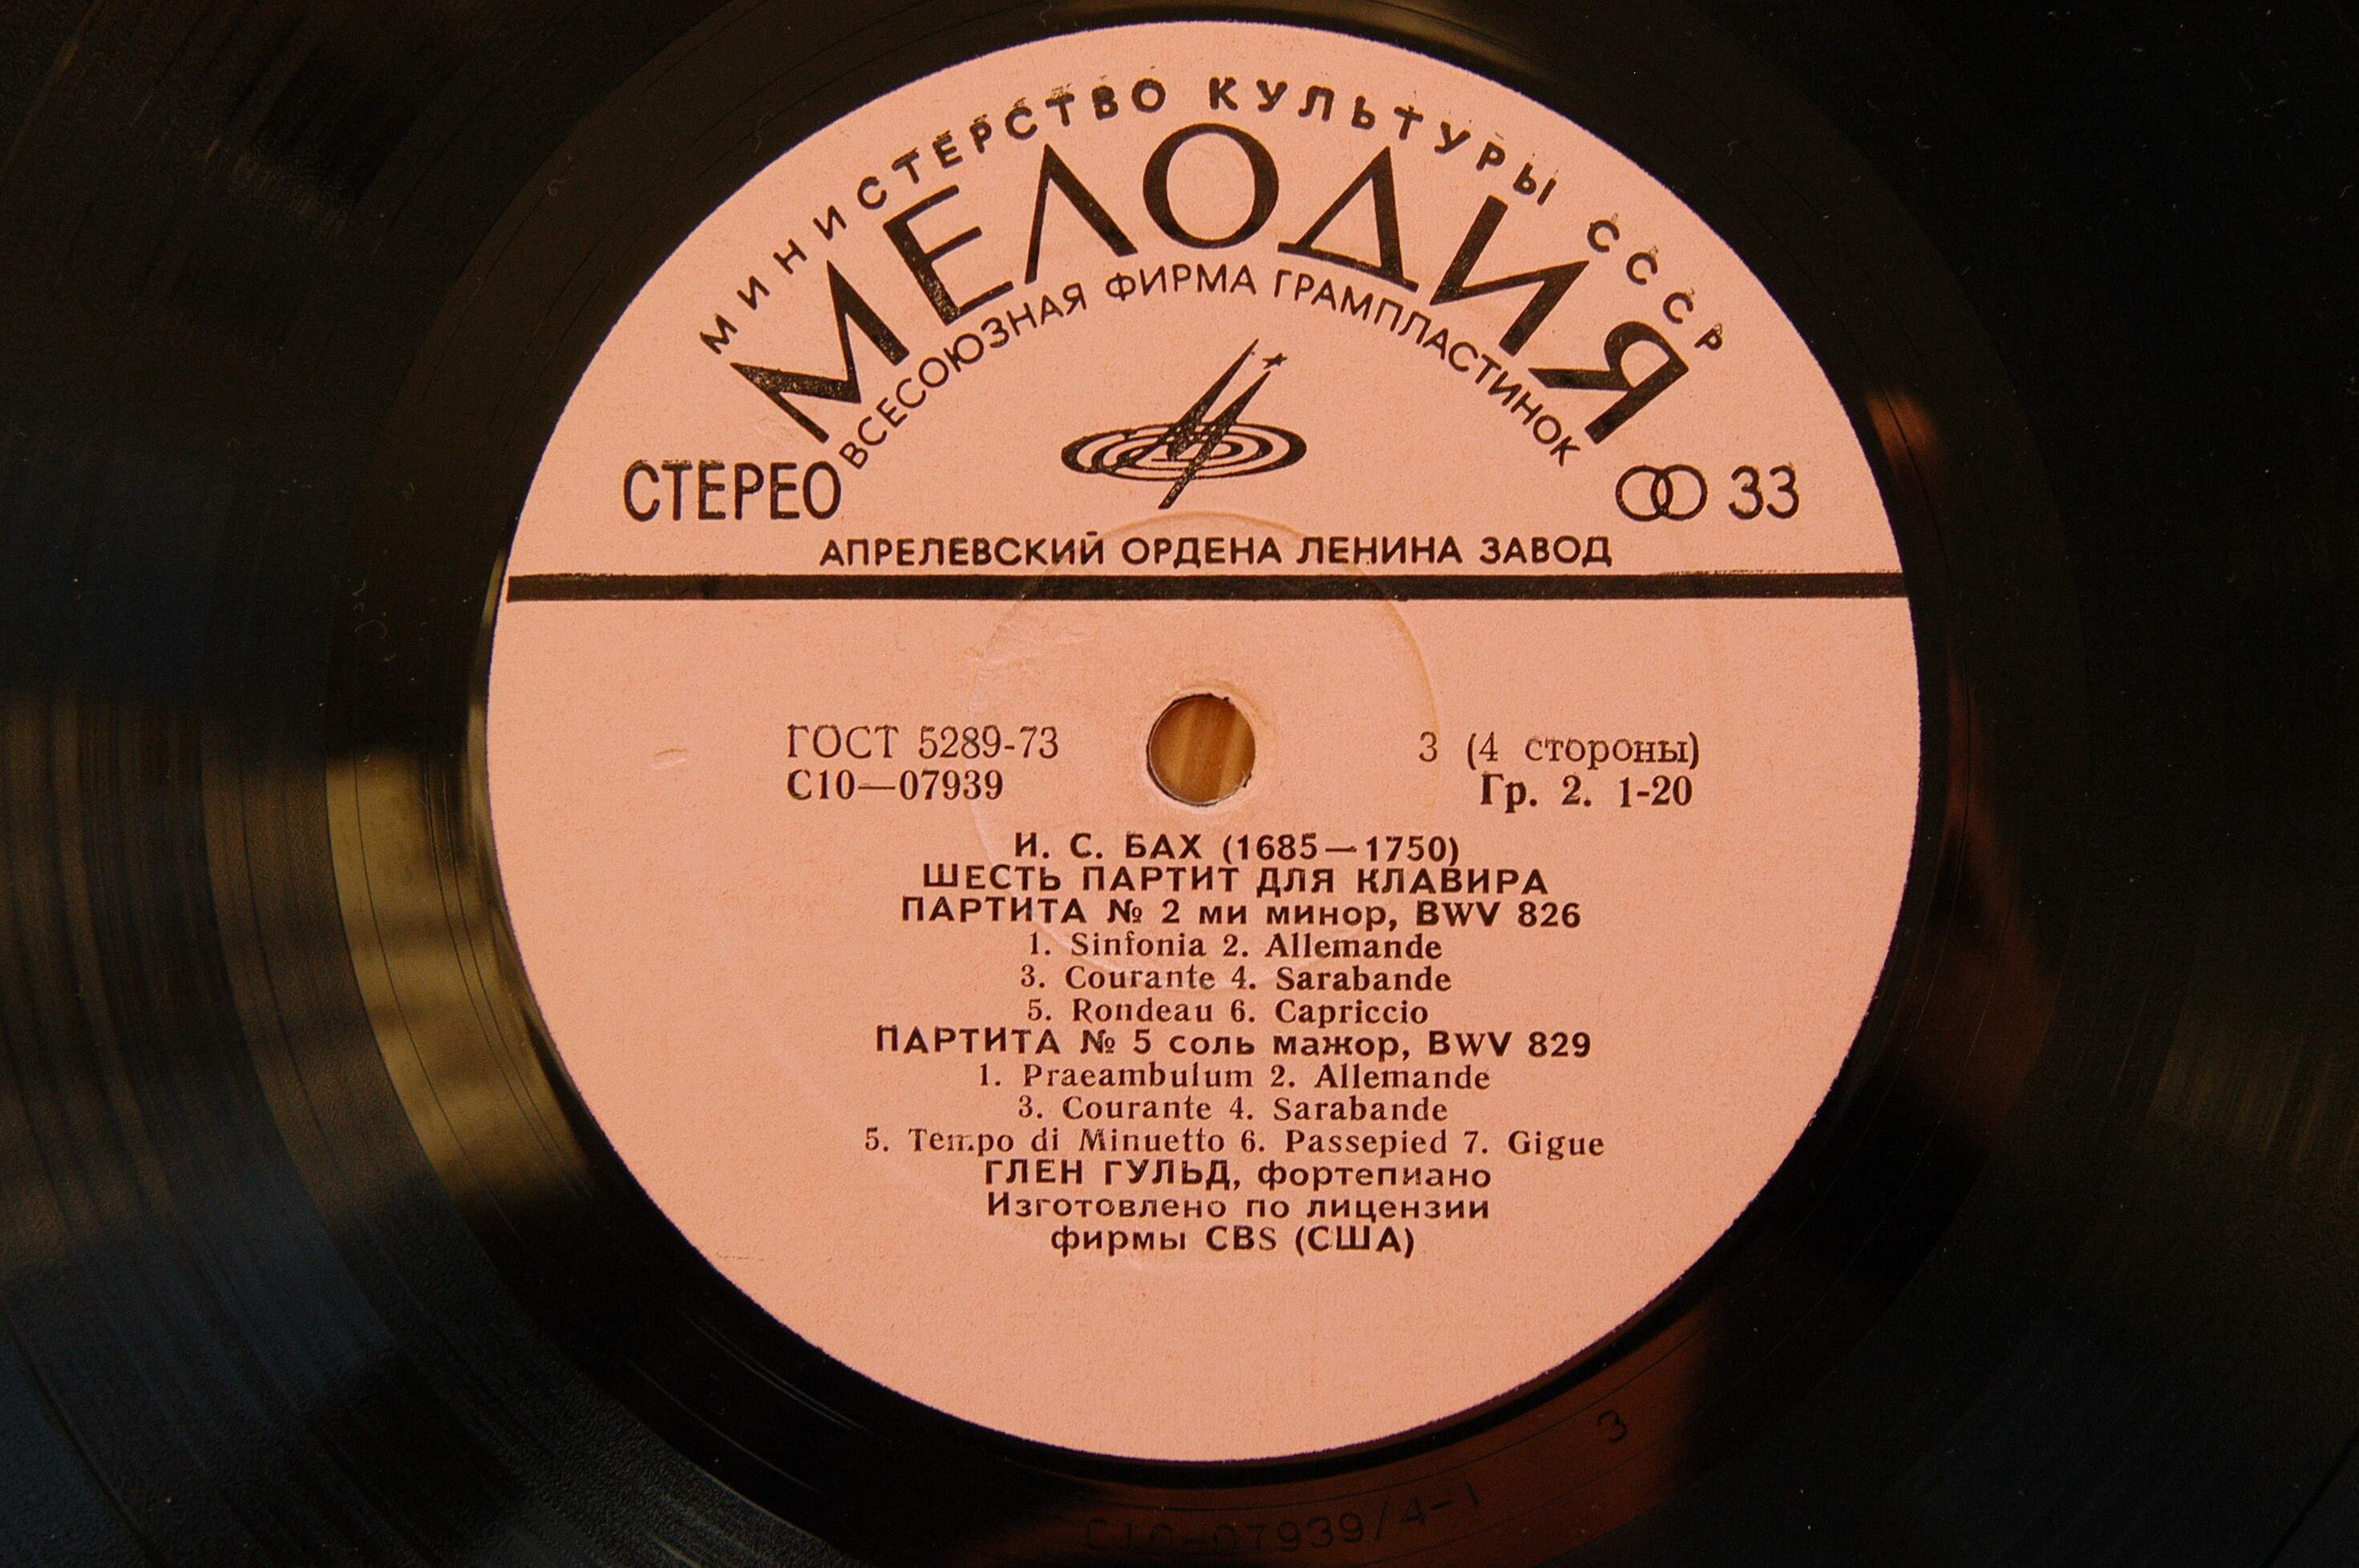 МИНИСТЕРСТВО КУЛЬТУРЫ СССР
МЕЛОДИЯ
ВСЕСОЮЗНАЯ ФИРМА ГРАМПЛАСТИНОК
СТЕРЕО
33
АПРЕЛЕВСКИЙ ОРДЕНА ЛЕНИНА ЗАВОД
ГОСТ 5289-73
3 (4 стороны)
С10—07939
Гр. 2. 1-20
И. С. БАХ (1685—1750)
ШЕСТЬ ПАРТИТ ДЛЯ КЛАВИРА
ПАРТИТА № 2 ми минор, BWV 826
1. Sinfonia 2. Allemande
3. Courante 4. Sarabande
5. Rondeau 6. Capriccio
ПАРТИТА № 5 соль мажор, BWV 829
1. Praeambulum 2. Allemande
3. Courante 4. Sarabande
5. Tempo di Minuetto 6. Passepied 7. Gigue
ГЛЕН ГУЛЬД, фортепиано
Изготовлено по лицензии
фирмы CBS (США)
3
С10-07939/4-1